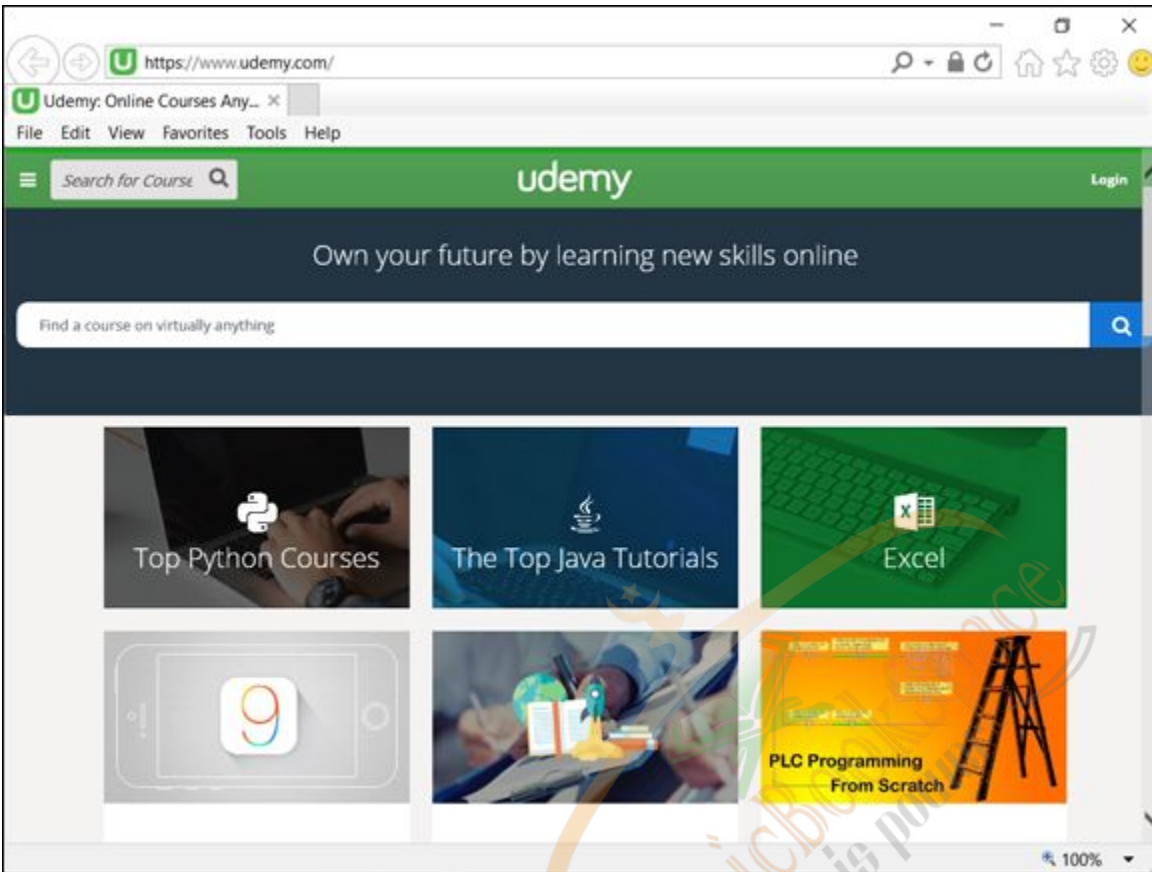 https://www.udemy.com/
Udemy: Online Courses Any...
File Edit View Favorites Tools Help
Search for Course
udemy
Login
Own your future by learning new skills online
Find a course on virtually anything
Top Python Courses
The Top Java Tutorials
Excel
9
PLC Programming
From Scratch
is power
100%